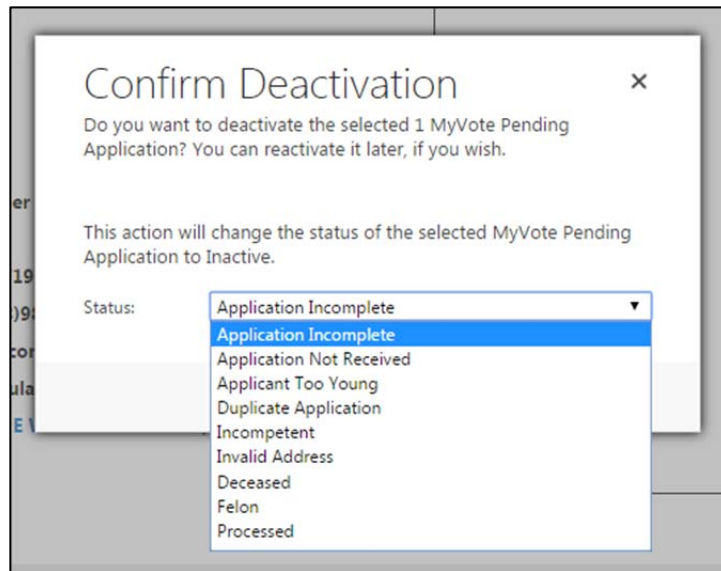 Confirm Deactivation
Do you want to deactivate the selected 1 MyVote Pending
Application? You can reactivate it later, if you wish.
This action will change the status of the selected MyVote Pending
Application to Inactive.
Status: Application Incomplete
Application Incomplete
Application Not Received
Applicant Too Young
Duplicate Application
Incompetent
Invalid Address
Deceased
Felon
Processed